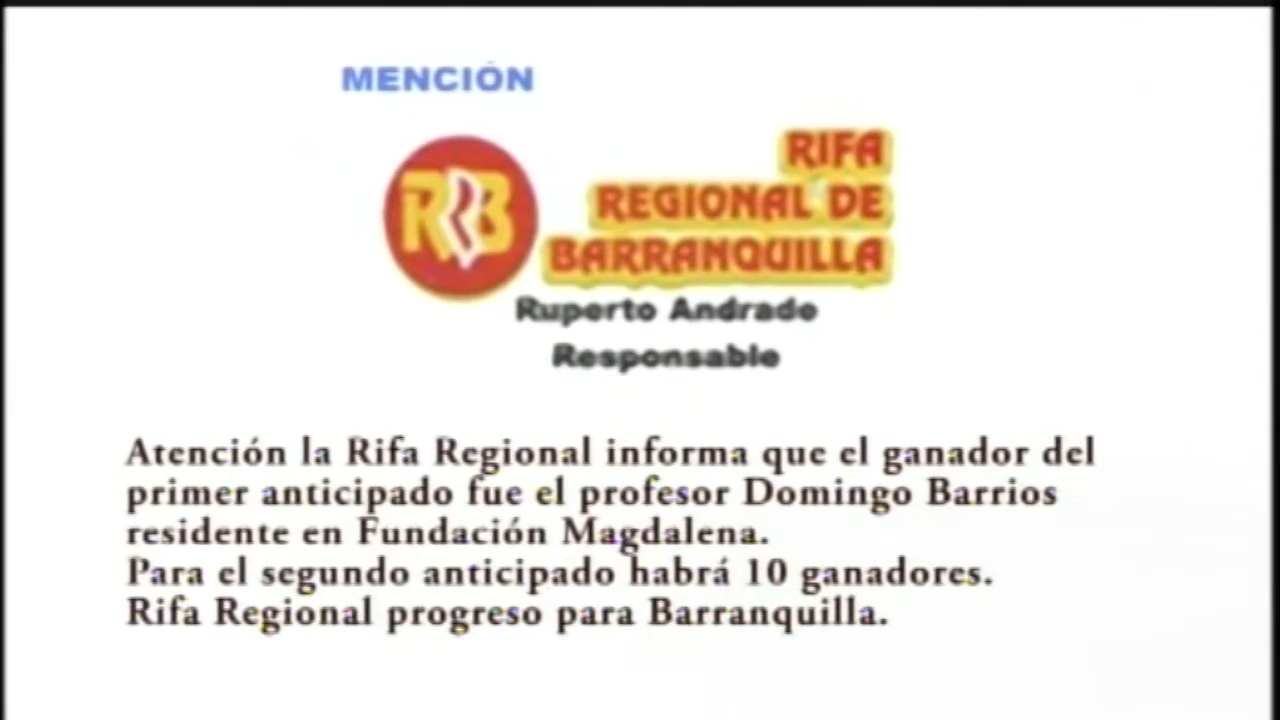 MENCIÓN
RB
RIFA
REGIONAL DE
BARRANQUILLA
Ruperto Andrade
Responsable
Atención la Rifa Regional informa que el ganador del
primer anticipado fue el profesor Domingo Barrios
residente en Fundación Magdalena.
Para el segundo anticipado habrá 10 ganadores.
Rifa Regional progreso para Barranquilla.